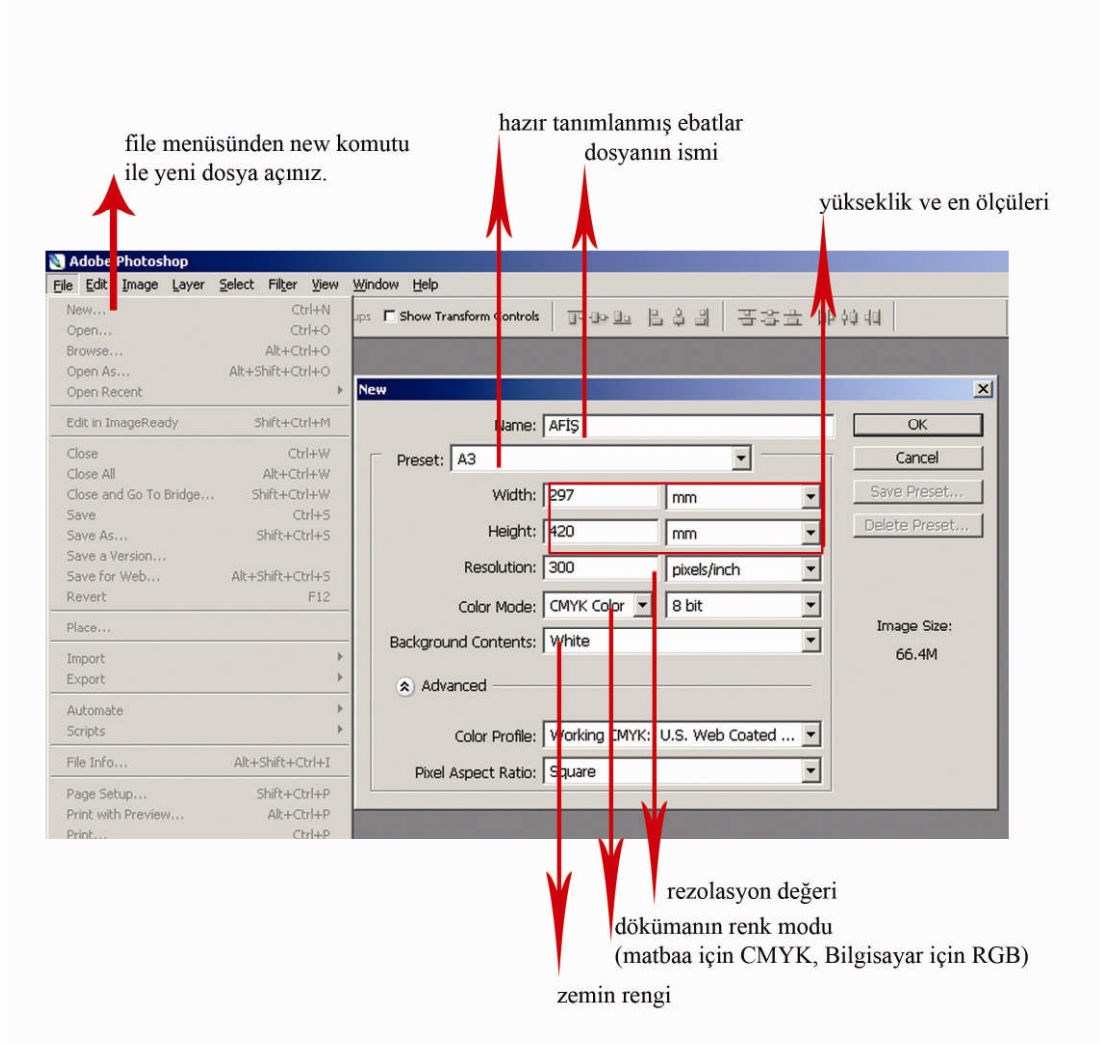 hazır tanımlanmış ebatlar
file menüsünden new komutu
ile yeni dosya açınız.
dosyanın ismi
yükseklik ve en ölçüleri
Adobe Photoshop
File Edit Image Layer Select Filter View Window Help
ups Show Transform Controls
New... Ctrl+N
Open... Ctrl+O
Browse... Alt+Ctrl+O
Open As... Alt+Shift+Ctrl+O
Open Recent
Edit in ImageReady Shift+Ctrl+M
Close Ctrl+W
Close All Alt+Ctrl+W
Close and Go To Bridge... Shift+Ctrl+W
Save Ctrl+S
Save As... Shift+Ctrl+S
Save a Version...
Save for Web... Alt+Shift+Ctrl+S
Revert F12
Place...
Import
Export
Automate
Scripts
File Info... Alt+Shift+Ctrl+I
Page Setup... Shift+Ctrl+P
Print with Preview... Alt+Ctrl+P
Print... Ctrl+P
New
Name: AFİŞ
Preset: A3
Width: 297 mm
Height: 420 mm
Resolution: 300 pixels/inch
Color Mode: CMYK Color 8 bit
Background Contents: White
Advanced
Color Profile: Working CMYK: U.S. Web Coated ...
Pixel Aspect Ratio: Square
OK
Cancel
Save Preset...
Delete Preset...
Image Size:
66.4M
rezolasyon değeri
dökümanın renk modu
(matbaa için CMYK, Bilgisayar için RGB)
zemin rengi